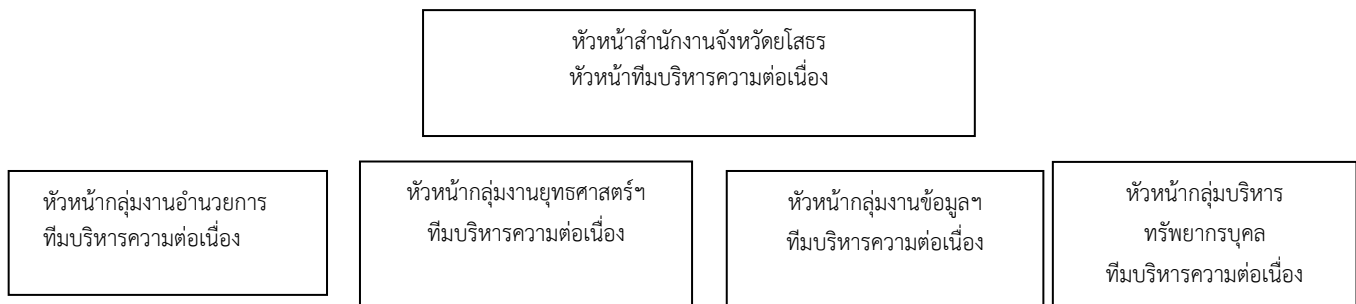 หัวหน้าสำนักงานจังหวัดยโสธร
หัวหน้าทีมบริหารความต่อเนื่อง
หัวหน้ากลุ่มงานอำนวยการ
ทีมบริหารความต่อเนื่อง
หัวหน้ากลุ่มงานยุทธศาสตร์ฯ
ทีมบริหารความต่อเนื่อง
หัวหน้ากลุ่มงานข้อมูลฯ
ทีมบริหารความต่อเนื่อง
หัวหน้ากลุ่มบริหาร
ทรัพยากรบุคล
ทีมบริหารความต่อเนื่อง